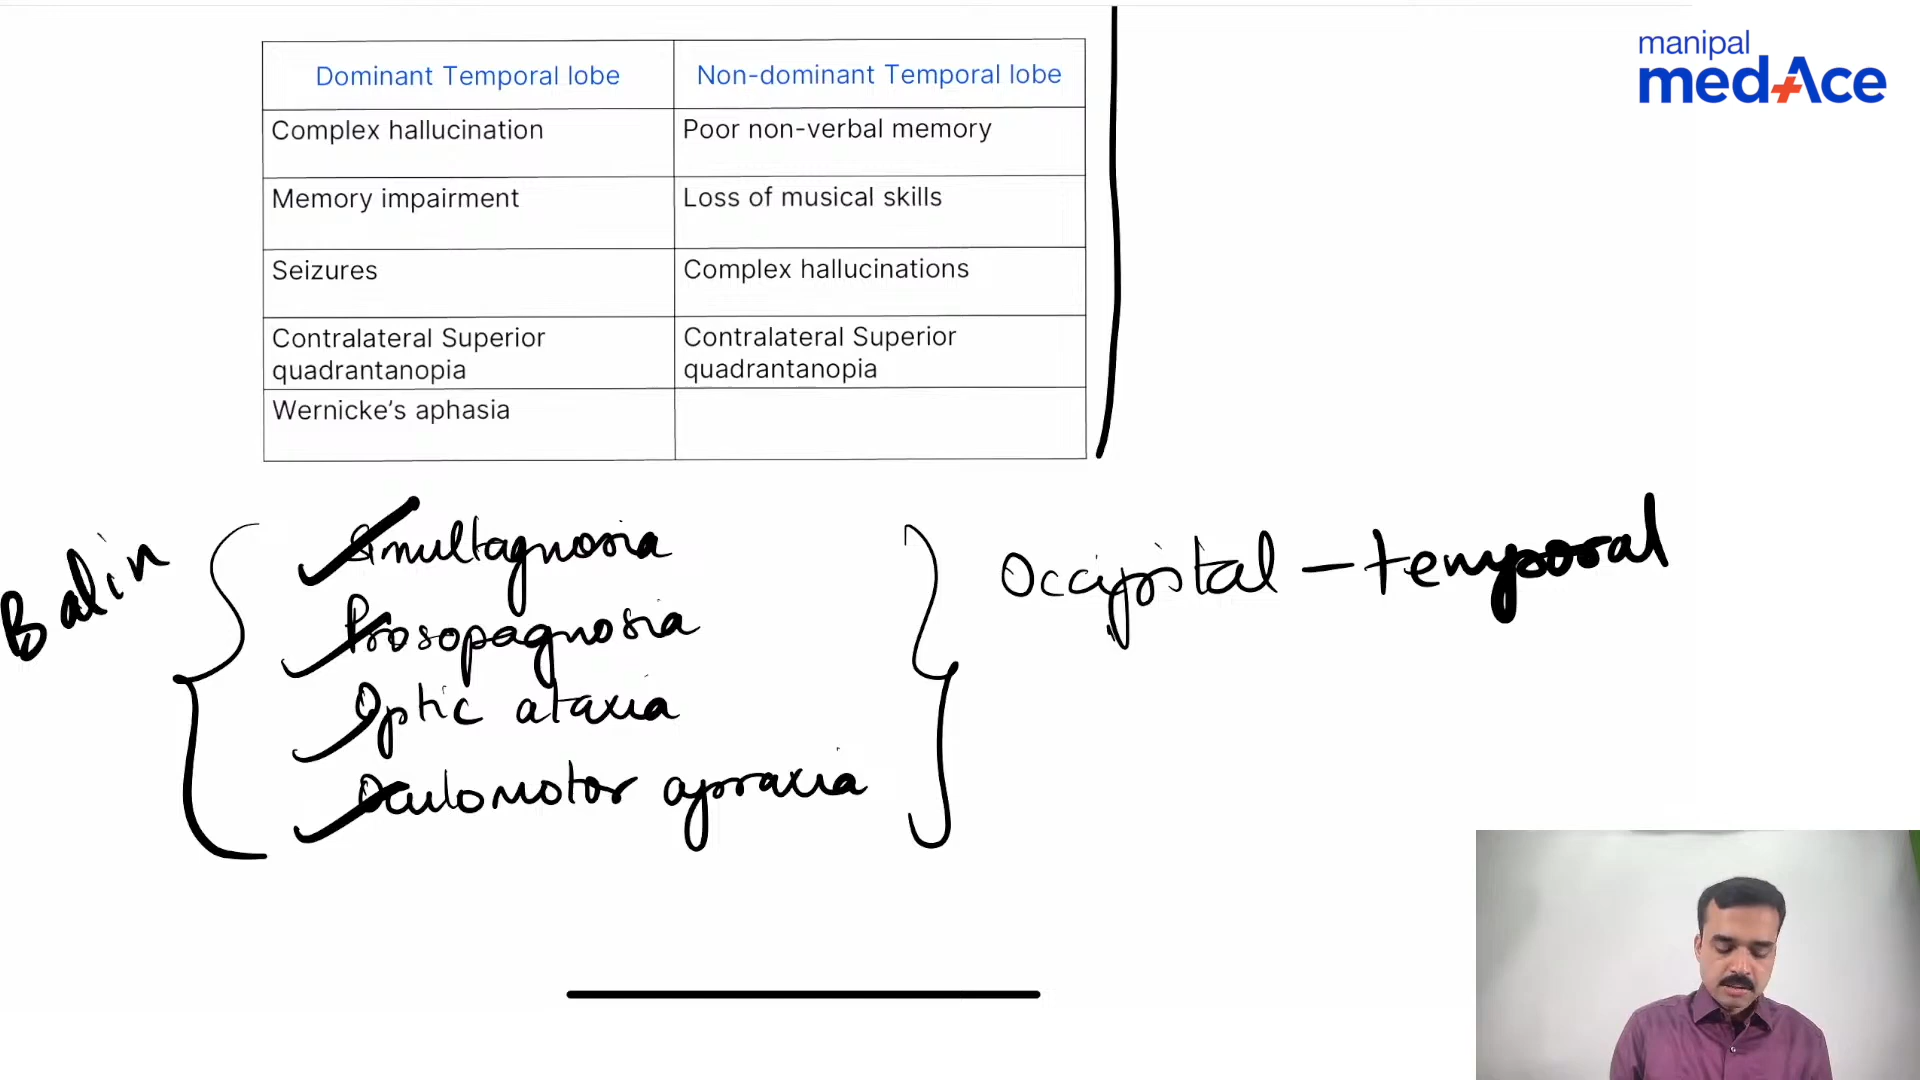 manipal
medAce
Dominant Temporal lobe Non-dominant Temporal lobe
Complex hallucination Poor non-verbal memory
Memory impairment Loss of musical skills
Seizures Complex hallucinations
Contralateral Superior quadrantanopia Contralateral Superior quadrantanopia
Wernicke's aphasia
Balin
Simultagnosia
Prosopagnosia
Optic ataxia
Oculomotor apraxia
Occipital - temporal